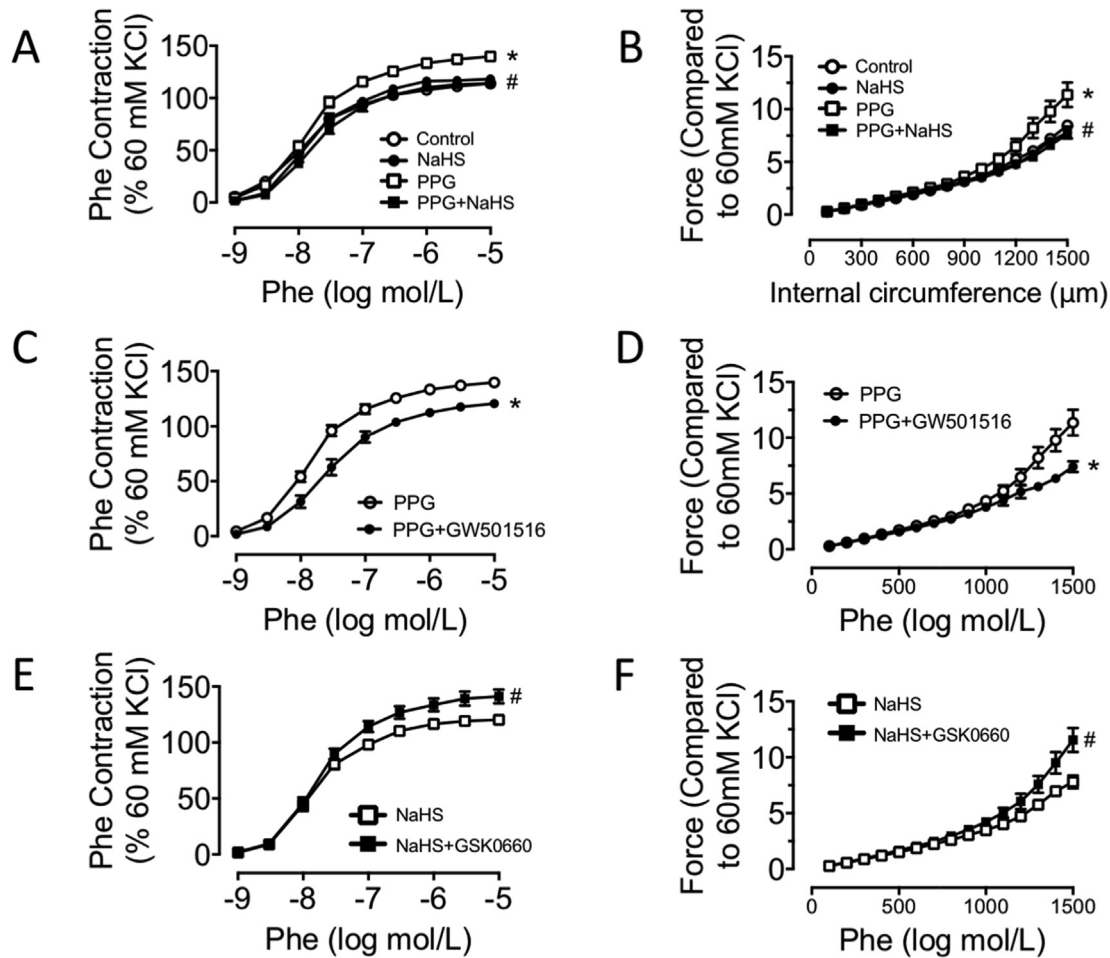 A
Phe Contraction
(% 60 mM KCl)
150
100
50
0
*
#
Control
NaHS
PPG
PPG+NaHS
-9 -8 -7 -6 -5
Phe (log mol/L)
B
Force (Compared
to 60mM KCl)
15
10
5
0
Control
NaHS
PPG
PPG+NaHS
*
#
0 300 600 900 1200 1500
Internal circumference (μm)
C
Phe Contraction
(% 60 mM KCl)
150
100
50
0
*
PPG
PPG+GW501516
-9 -8 -7 -6 -5
Phe (log mol/L)
D
Force (Compared
to 60mM KCl)
15
10
5
0
PPG
PPG+GW501516
*
0 500 1000 1500
Phe (log mol/L)
E
Phe Contraction
(% 60 mM KCl)
150
100
50
0
#
NaHS
NaHS+GSK0660
-9 -8 -7 -6 -5
Phe (log mol/L)
F
Force (Compared
to 60mM KCl)
15
10
5
0
NaHS
NaHS+GSK0660
#
0 500 1000 1500
Phe (log mol/L)